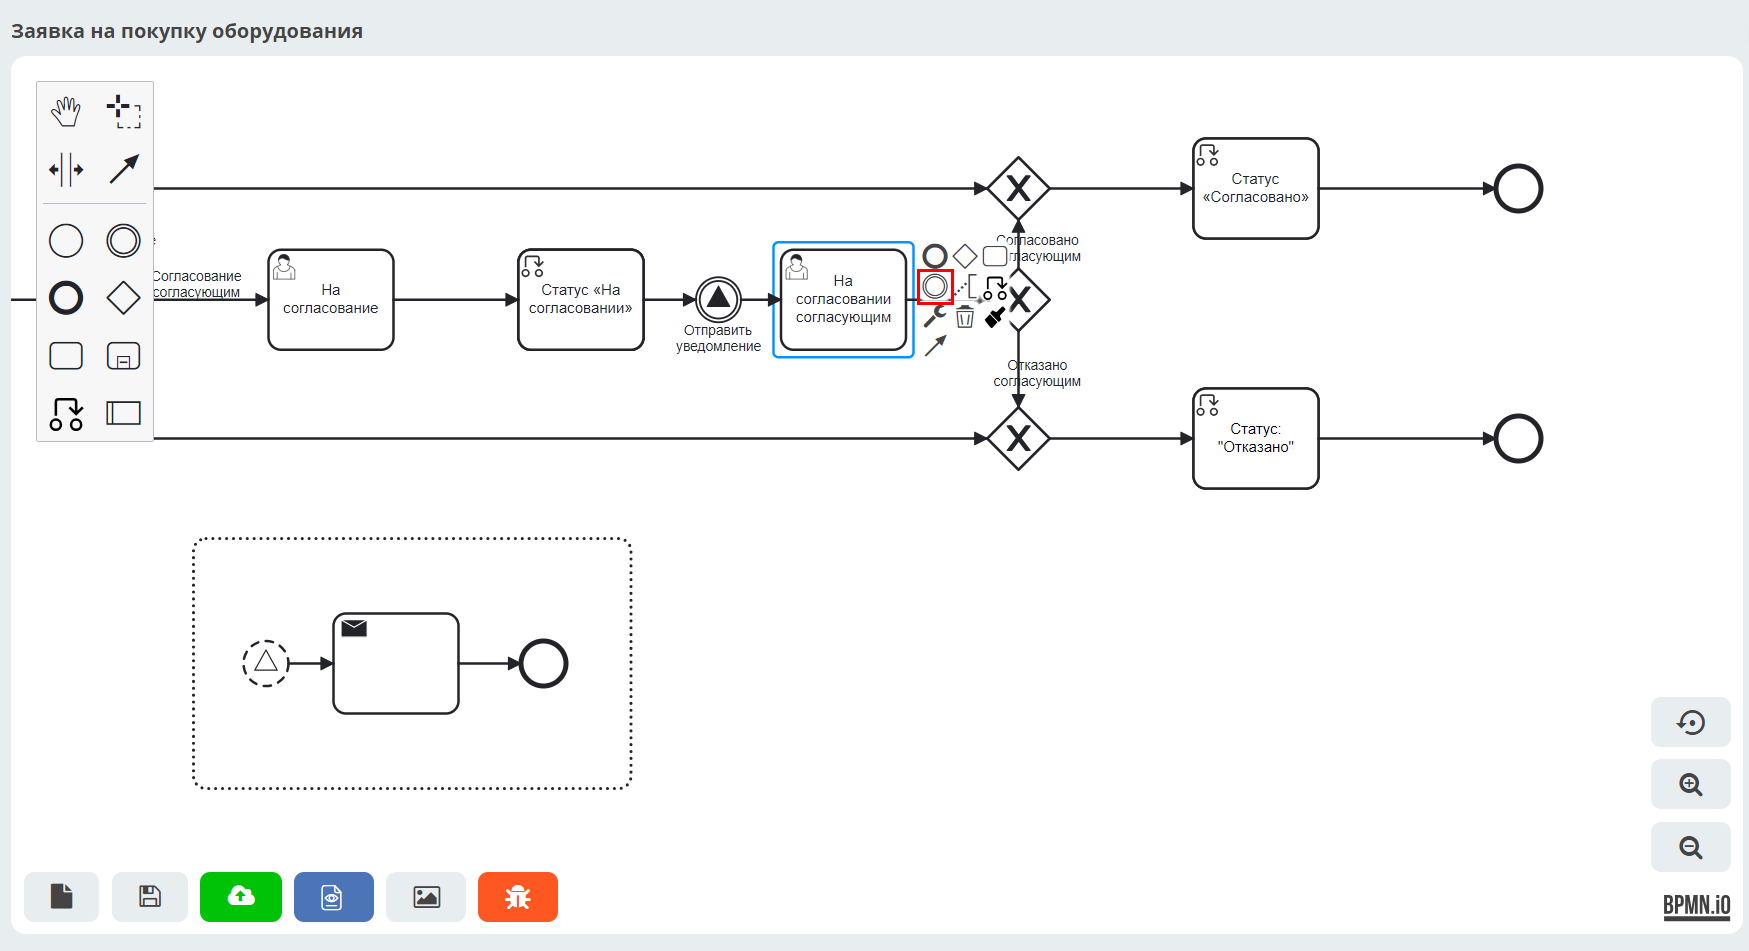 Заявка на покупку оборудования
Статус
«Согласовано»
Согласовано
гласующим
Согласование
согласующим
На
согласование
Статус «На
согласовании»
Отправить
уведомление
На
согласовании
согласующим
Отказано
согласующим
Статус:
"Отказано"
BPMN.iO